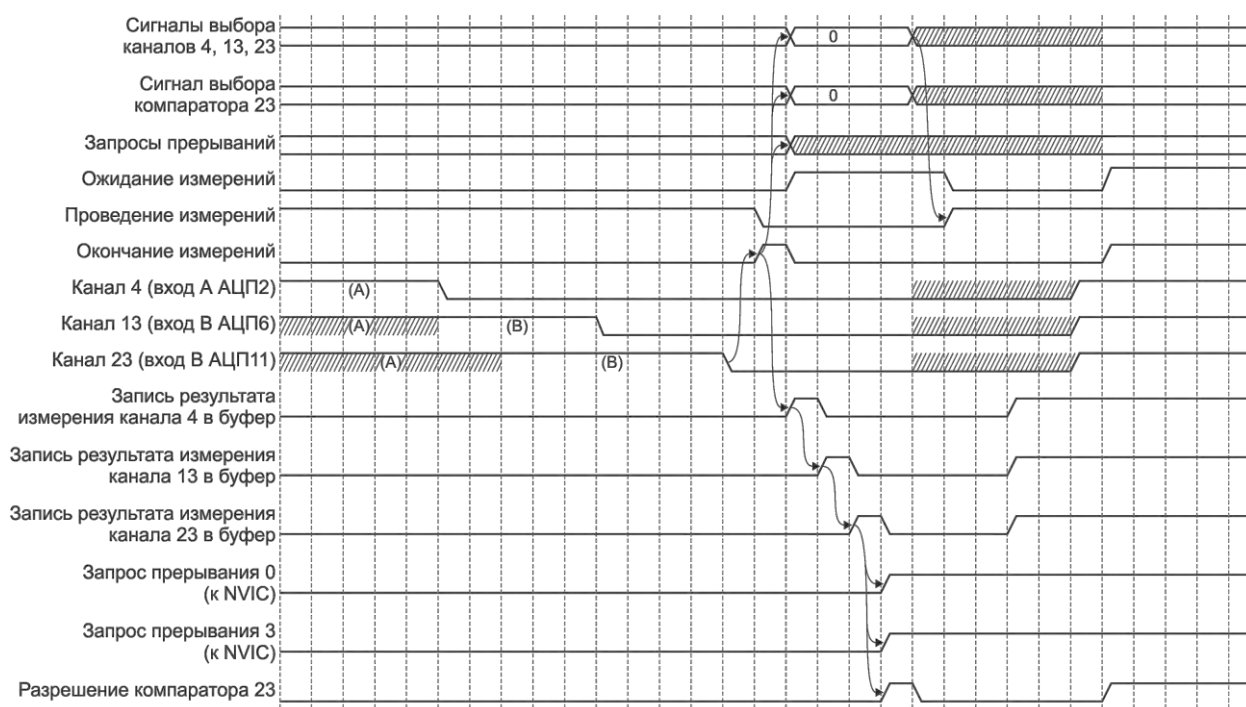 Сигналы выбора
каналов 4, 13, 23
0
Сигнал выбора
компаратора 23
0
Запросы прерываний
Ожидание измерений
Проведение измерений
Окончание измерений
Канал 4 (вход А АЦП2)
(A)
Канал 13 (вход В АЦП6)
(A)
(B)
Канал 23 (вход В АЦП11)
(A)
(B)
Запись результата
измерения канала 4 в буфер
Запись результата измерения
канала 13 в буфер
Запись результата измерения
канала 23 в буфер
Запрос прерывания 0
(к NVIC)
Запрос прерывания 3
(к NVIC)
Разрешение компаратора 23